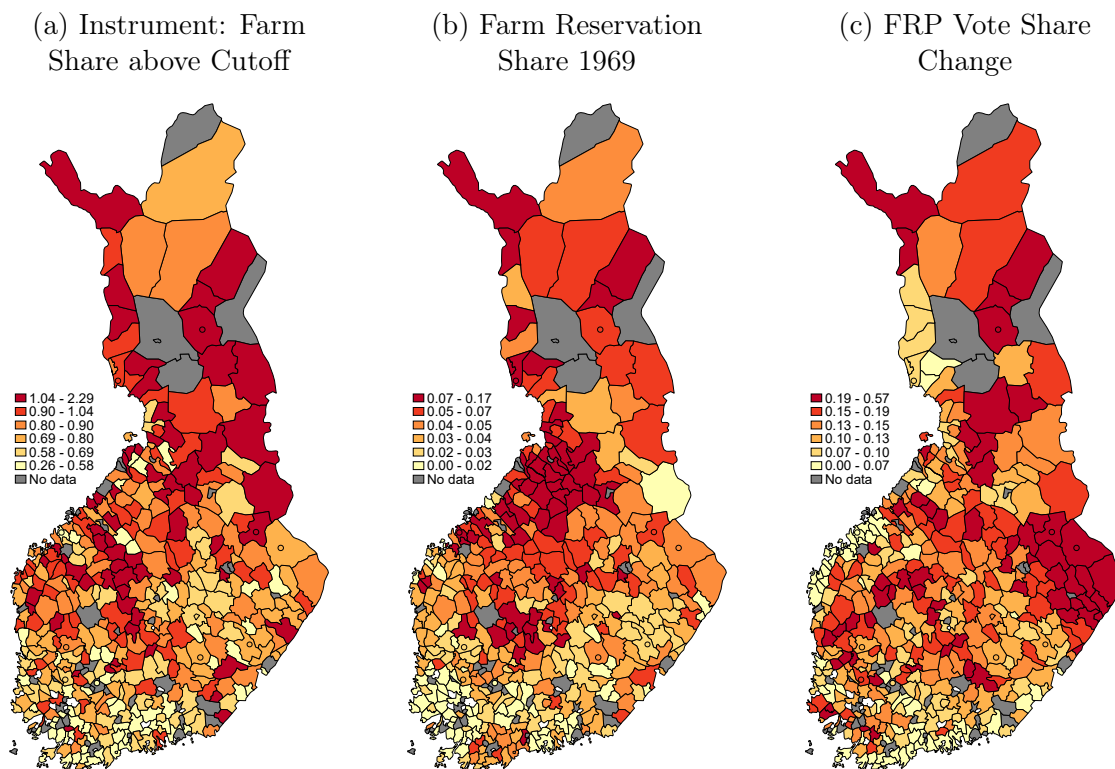 (a) Instrument: Farm
Share above Cutoff
(b) Farm Reservation
Share 1969
(c) FRP Vote Share
Change
1.04 - 2.29
0.90 - 1.04
0.80 - 0.90
0.69 - 0.80
0.58 - 0.69
0.26 - 0.58
No data
0.07 - 0.17
0.05 - 0.07
0.04 - 0.05
0.03 - 0.04
0.02 - 0.03
0.00 - 0.02
No data
0.19 - 0.57
0.15 - 0.19
0.13 - 0.15
0.10 - 0.13
0.07 - 0.10
0.00 - 0.07
No data